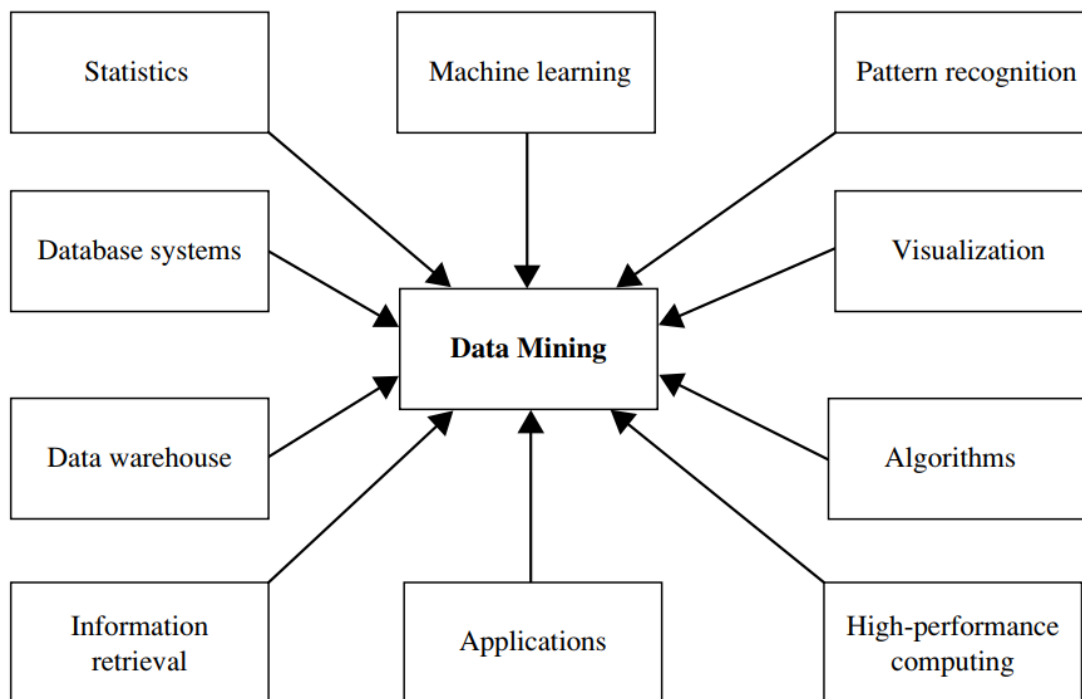 Statistics
Machine learning
Pattern recognition
Database systems
Visualization
Data Mining
Data warehouse
Algorithms
Information
retrieval
Applications
High-performance
computing